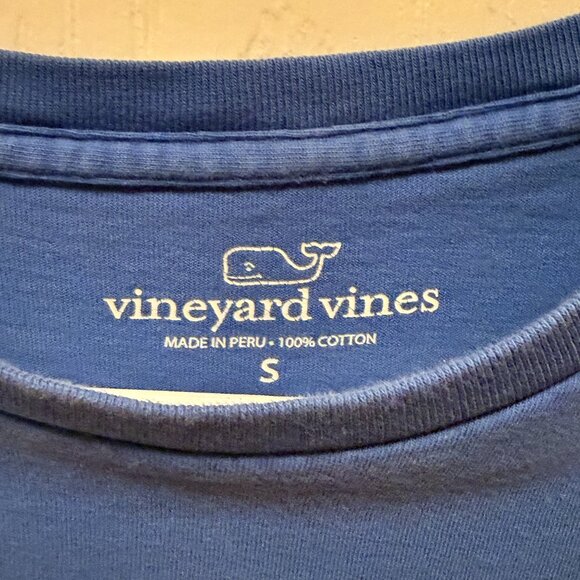 vineyard vines
MADE IN PERU • 100% COTTON
S